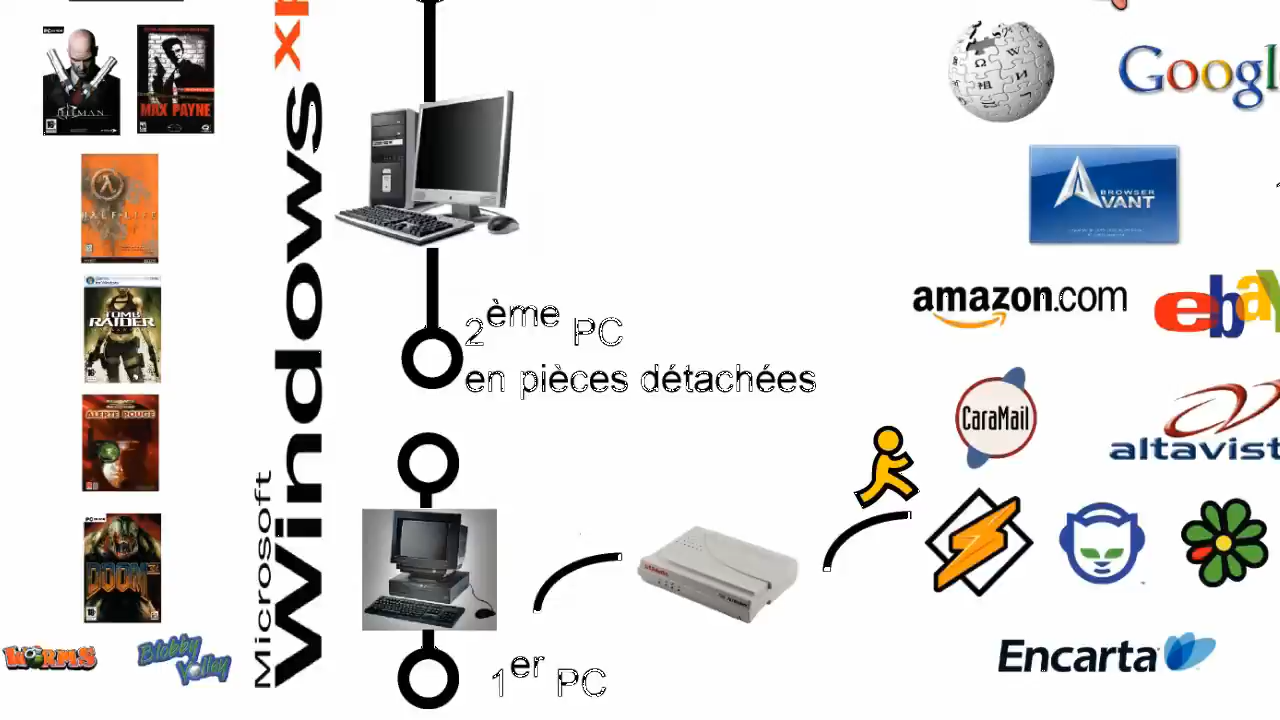 HITMAN
MAX PAYNE
HALF-LIFE
TOMB
RAIDER
ALERTE ROUGE
DOOM
WORMS
Blobby
Volley
Microsoft
Windows
XP
2ème PC
en pièces détachées
1er PC
Googl
BROWSER
AVANT
amazon.com
ebay
CaraMail
altavist
Encarta